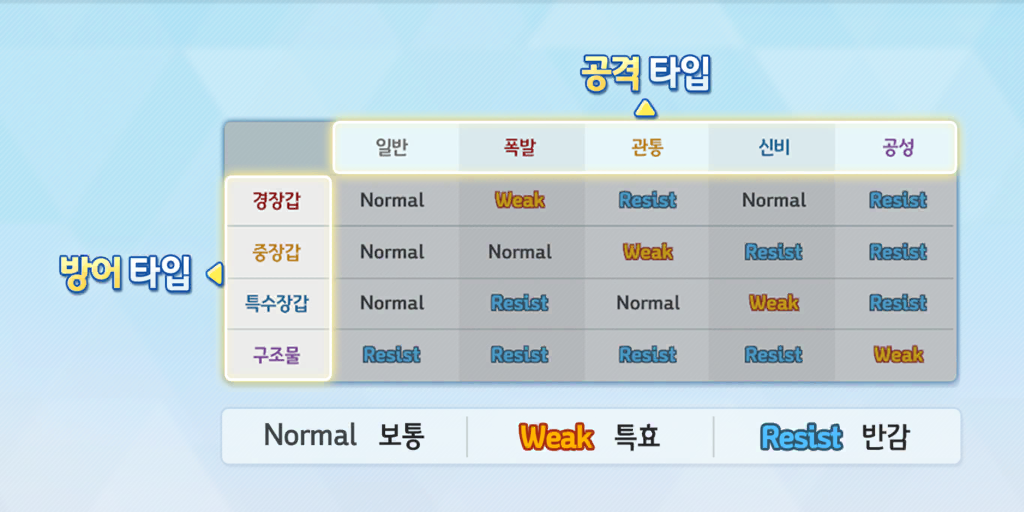 공격 타입
일반 폭발 관통 신비 공성
경장갑 Normal Weak Resist Normal Resist
중장갑 Normal Normal Weak Resist Resist
방어 타입
특수장갑 Normal Resist Normal Weak Resist
구조물 Resist Resist Resist Resist Weak
Normal 보통 Weak 특효 Resist 반감